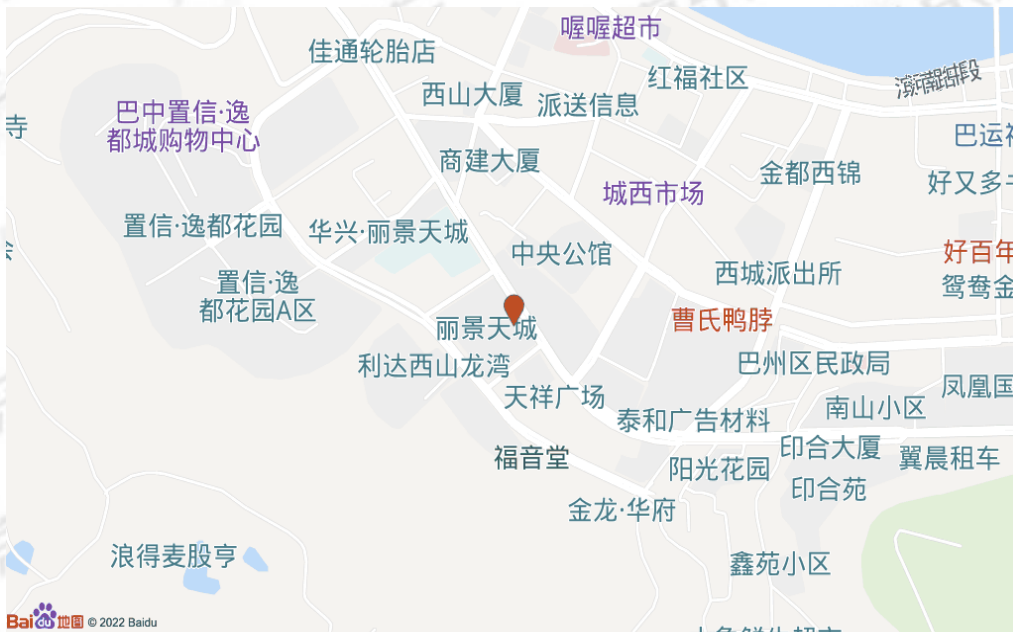 喔喔超市
佳通轮胎店
红福社区
西山大厦
派送信息
巴中置信·逸
都城购物中心
寺
巴运
商建大厦
金都西锦
好又多
城西市场
置信·逸都花园
华兴·丽景天城
中央公馆
好百年
西城派出所
置信·逸
都花园A区
鸳鸯金
曹氏鸭脖
丽景天城
利达西山龙湾
巴州区民政局
凤凰国
天祥广场
南山小区
泰和广告材料
印合大厦
翼晨租车
福音堂
阳光花园
印合苑
金龙·华府
浪得麦股亨
鑫苑小区
Bai du 地图 © 2022 Baidu